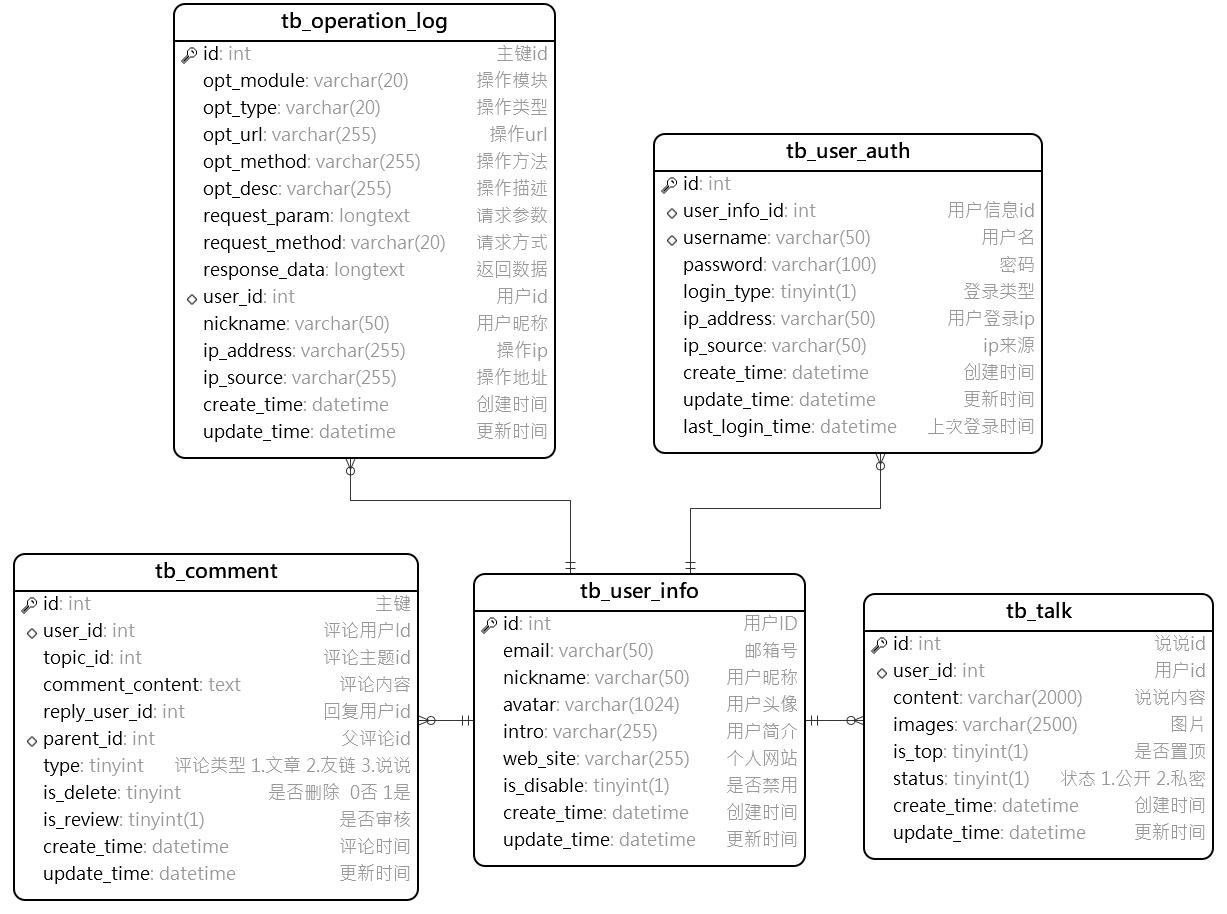 tb_operation_log
id: int 主键id
opt_module: varchar(20) 操作模块
opt_type: varchar(20) 操作类型
opt_url: varchar(255) 操作url
opt_method: varchar(255) 操作方法
opt_desc: varchar(255) 操作描述
request_param: longtext 请求参数
request_method: varchar(20) 请求方式
response_data: longtext 返回数据
user_id: int 用户id
nickname: varchar(50) 用户昵称
ip_address: varchar(255) 操作ip
ip_source: varchar(255) 操作地址
create_time: datetime 创建时间
update_time: datetime 更新时间
tb_user_auth
id: int
user_info_id: int 用户信息id
username: varchar(50) 用户名
password: varchar(100) 密码
login_type: tinyint(1) 登录类型
ip_address: varchar(50) 用户登录ip
ip_source: varchar(50) ip来源
create_time: datetime 创建时间
update_time: datetime 更新时间
last_login_time: datetime 上次登录时间
tb_comment
id: int 主键
user_id: int 评论用户Id
topic_id: int 评论主题id
comment_content: text 评论内容
reply_user_id: int 回复用户id
parent_id: int 父评论id
type: tinyint 评论类型 1.文章 2.友链 3.说说
is_delete: tinyint 是否删除 0否 1是
is_review: tinyint(1) 是否审核
create_time: datetime 评论时间
update_time: datetime 更新时间
tb_user_info
id: int 用户ID
email: varchar(50) 邮箱号
nickname: varchar(50) 用户昵称
avatar: varchar(1024) 用户头像
intro: varchar(255) 用户简介
web_site: varchar(255) 个人网站
is_disable: tinyint(1) 是否禁用
create_time: datetime 创建时间
update_time: datetime 更新时间
tb_talk
id: int 说说id
user_id: int 用户id
content: varchar(2000) 说说内容
images: varchar(2500) 图片
is_top: tinyint(1) 是否置顶
status: tinyint(1) 状态 1.公开 2.私密
create_time: datetime 创建时间
update_time: datetime 更新时间